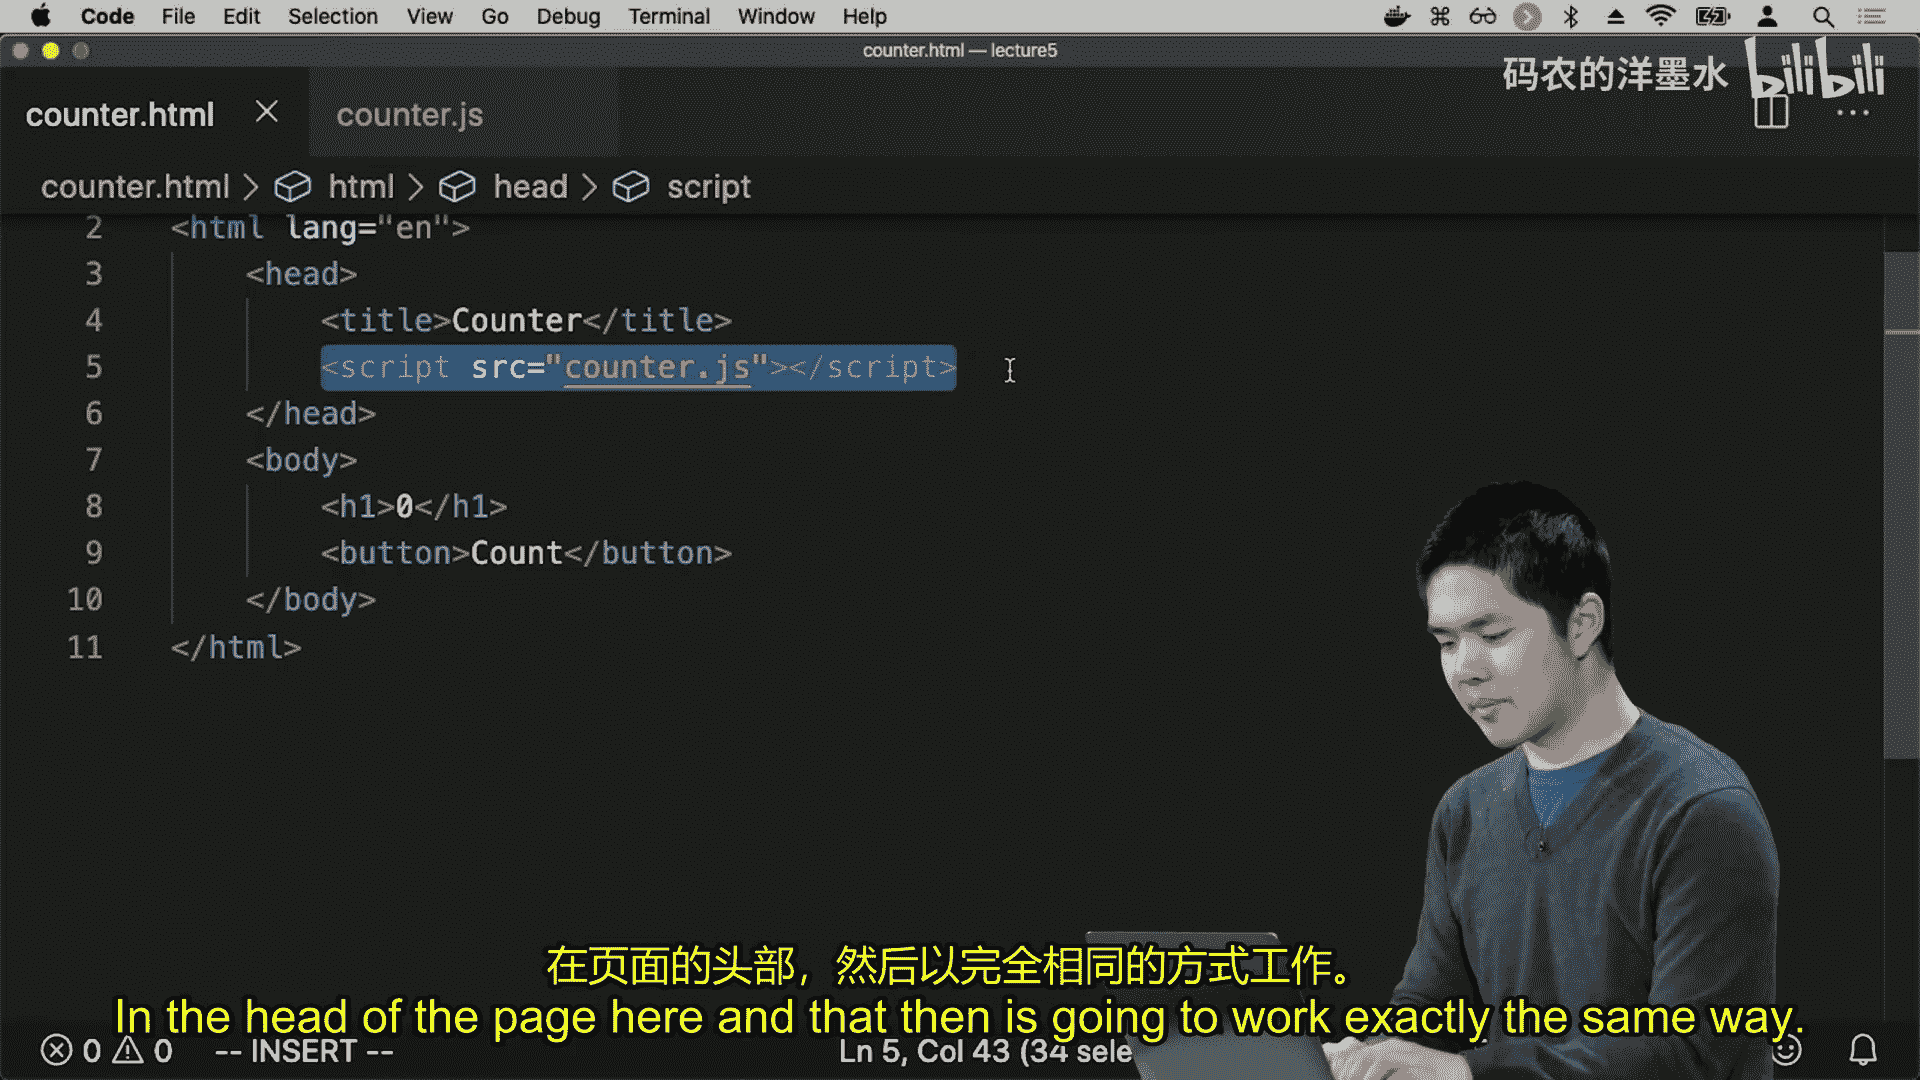 Code File Edit Selection View Go Debug Terminal Window Help
counter.html — lecture5
码农的洋墨水 bilibili
counter.html
counter.js
counter.html > html > head > script
2 <html lang="en">
3 <head>
4 <title>Counter</title>
5 <script src="counter.js"></script>
6 </head>
7 <body>
8 <h1>0</h1>
9 <button>Count</button>
10 </body>
11 </html>
在页面的头部，然后以完全相同的方式工作。
In the head of the page here and that then is going to work exactly the same way.
0 0 -- INSERT -- Ln 5, Col 43 (34 sele